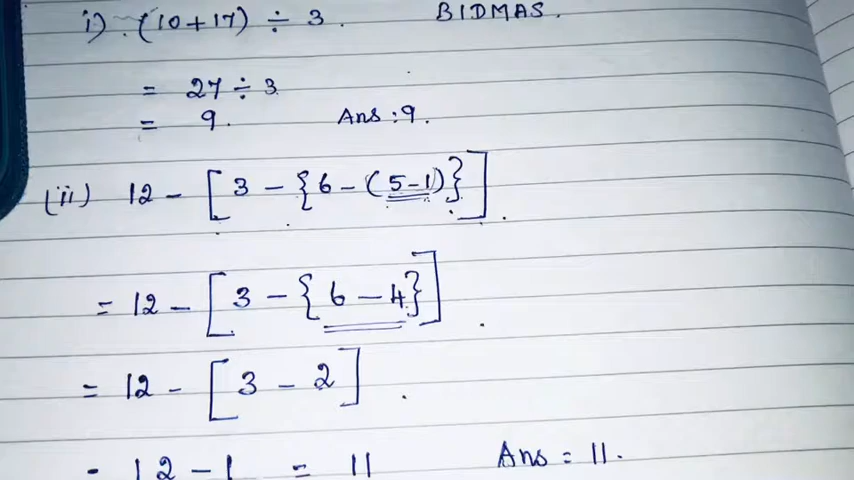 i) (10+17) ÷ 3. BIDMAS.
= 27 ÷ 3
= 9. Ans : 9.
(ii) 12 - [3 - {6 - (5-1)}]
= 12 - [3 - {6 - 4}]
= 12 - [3 - 2]
= 12 - 1 = 11 Ans = 11.